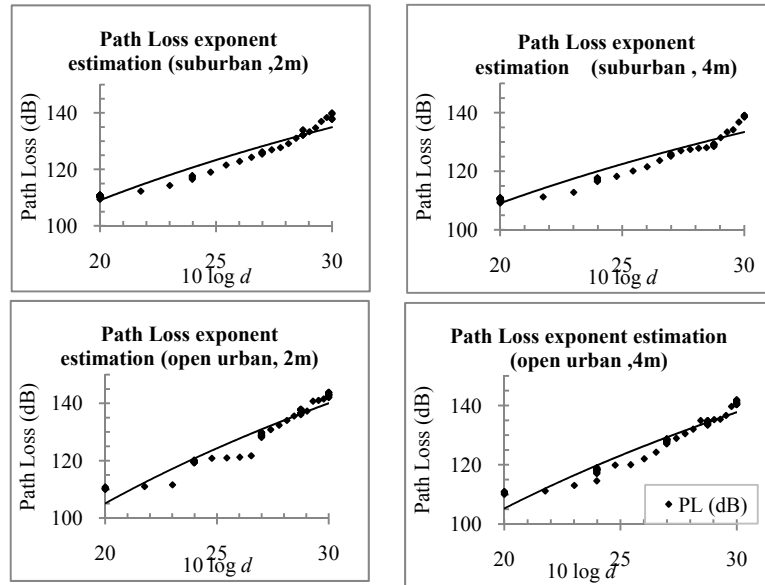 Path Loss exponent
estimation (suburban ,2m)
Path Loss (dB)
140
120
100
20
25
30
10 log d
Path Loss exponent
estimation (suburban , 4m)
Path Loss (dB)
140
120
100
20
25
30
10 log d
Path Loss exponent
estimation (open urban, 2m)
Path Loss (dB)
140
120
100
20
25
30
10 log d
Path Loss exponent estimation
(open urban ,4m)
Path Loss (dB)
140
120
100
20
25
30
10 log d
PL (dB)